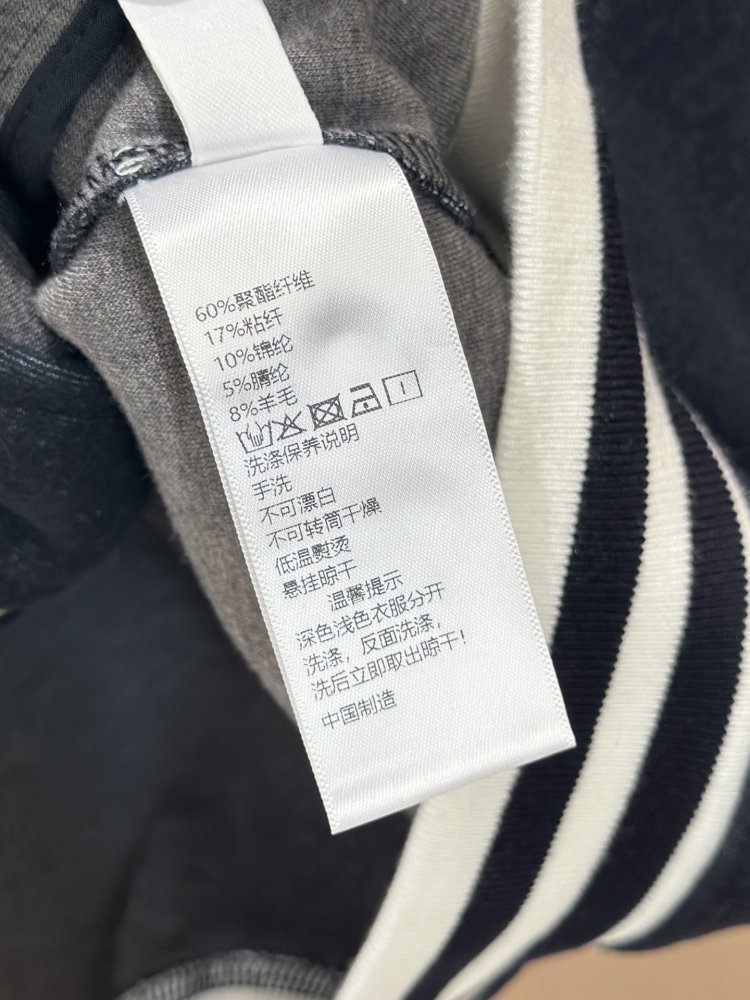 60%聚酯纤维
17%粘纤
10%锦纶
5%腈纶
8%羊毛
洗涤保养说明
手洗
不可漂白
不可转筒干燥
低温熨烫
悬挂晾干
温馨提示
深色浅色衣服分开
洗涤，反面洗涤，
洗后立即取出晾干！
中国制造